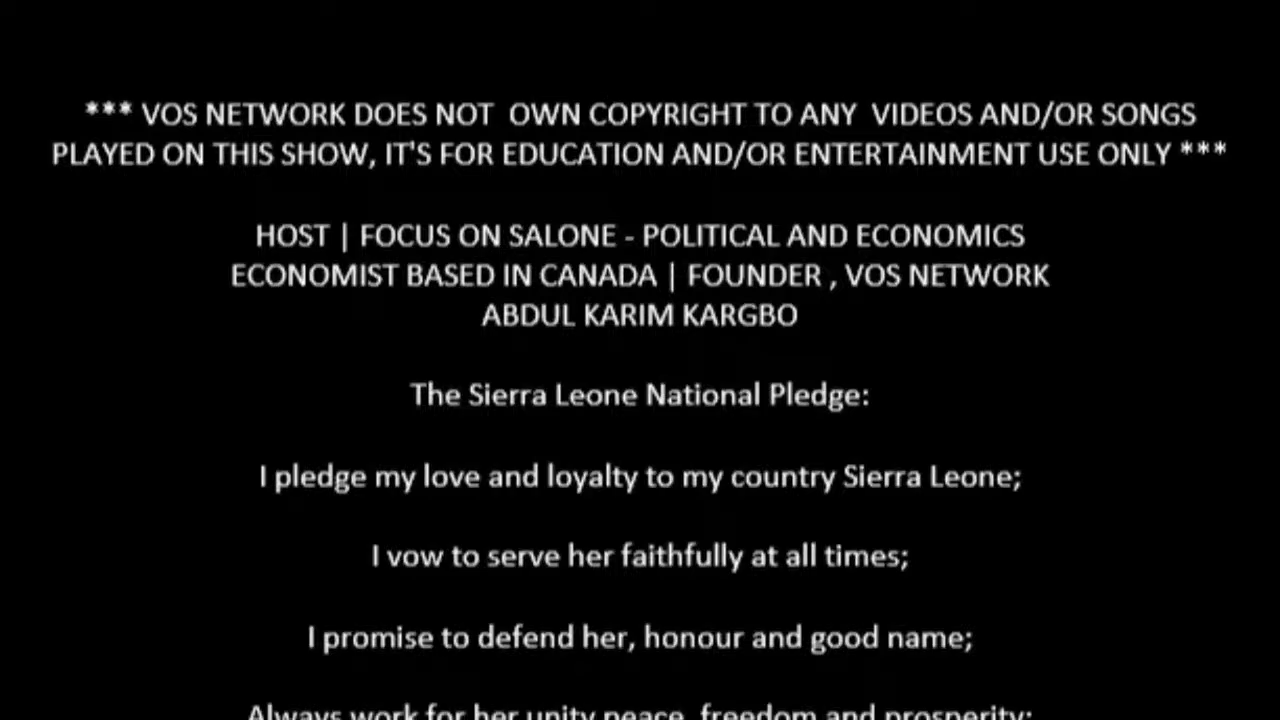 *** VOS NETWORK DOES NOT  OWN COPYRIGHT TO ANY  VIDEOS AND/OR SONGS
PLAYED ON THIS SHOW, IT'S FOR EDUCATION AND/OR ENTERTAINMENT USE ONLY ***
HOST | FOCUS ON SALONE - POLITICAL AND ECONOMICS
ECONOMIST BASED IN CANADA | FOUNDER , VOS NETWORK
ABDUL KARIM KARGBO
The Sierra Leone National Pledge:
I pledge my love and loyalty to my country Sierra Leone;
I vow to serve her faithfully at all times;
I promise to defend her, honour and good name;
Always work for her unity peace, freedom and prosperity;